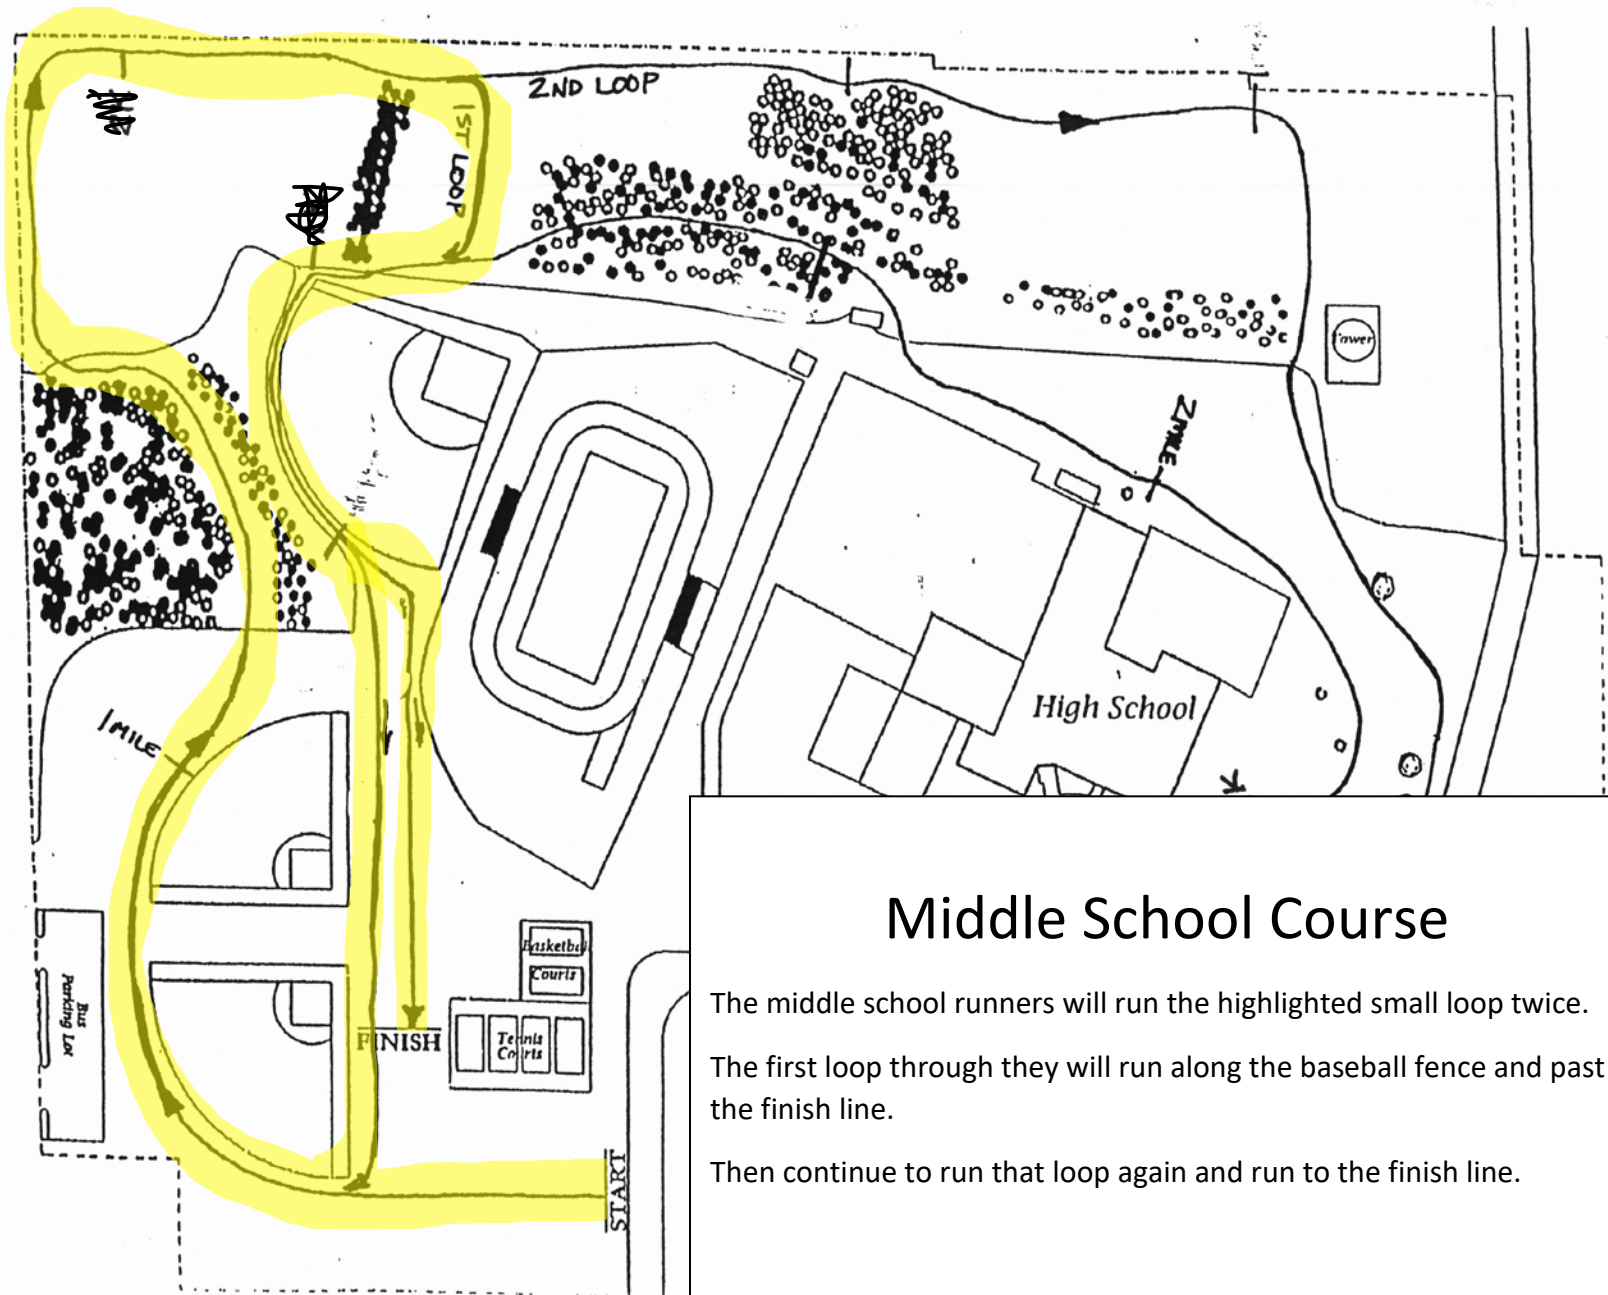 2ND LOOP
1ST LOOP
Tower
2 MILE
High School
1 MILE
Basketball
Courts
Bus
Parking Lot
FINISH
Tennis
Courts
START
Middle School Course
The middle school runners will run the highlighted small loop twice.
The first loop through they will run along the baseball fence and past
the finish line.
Then continue to run that loop again and run to the finish line.